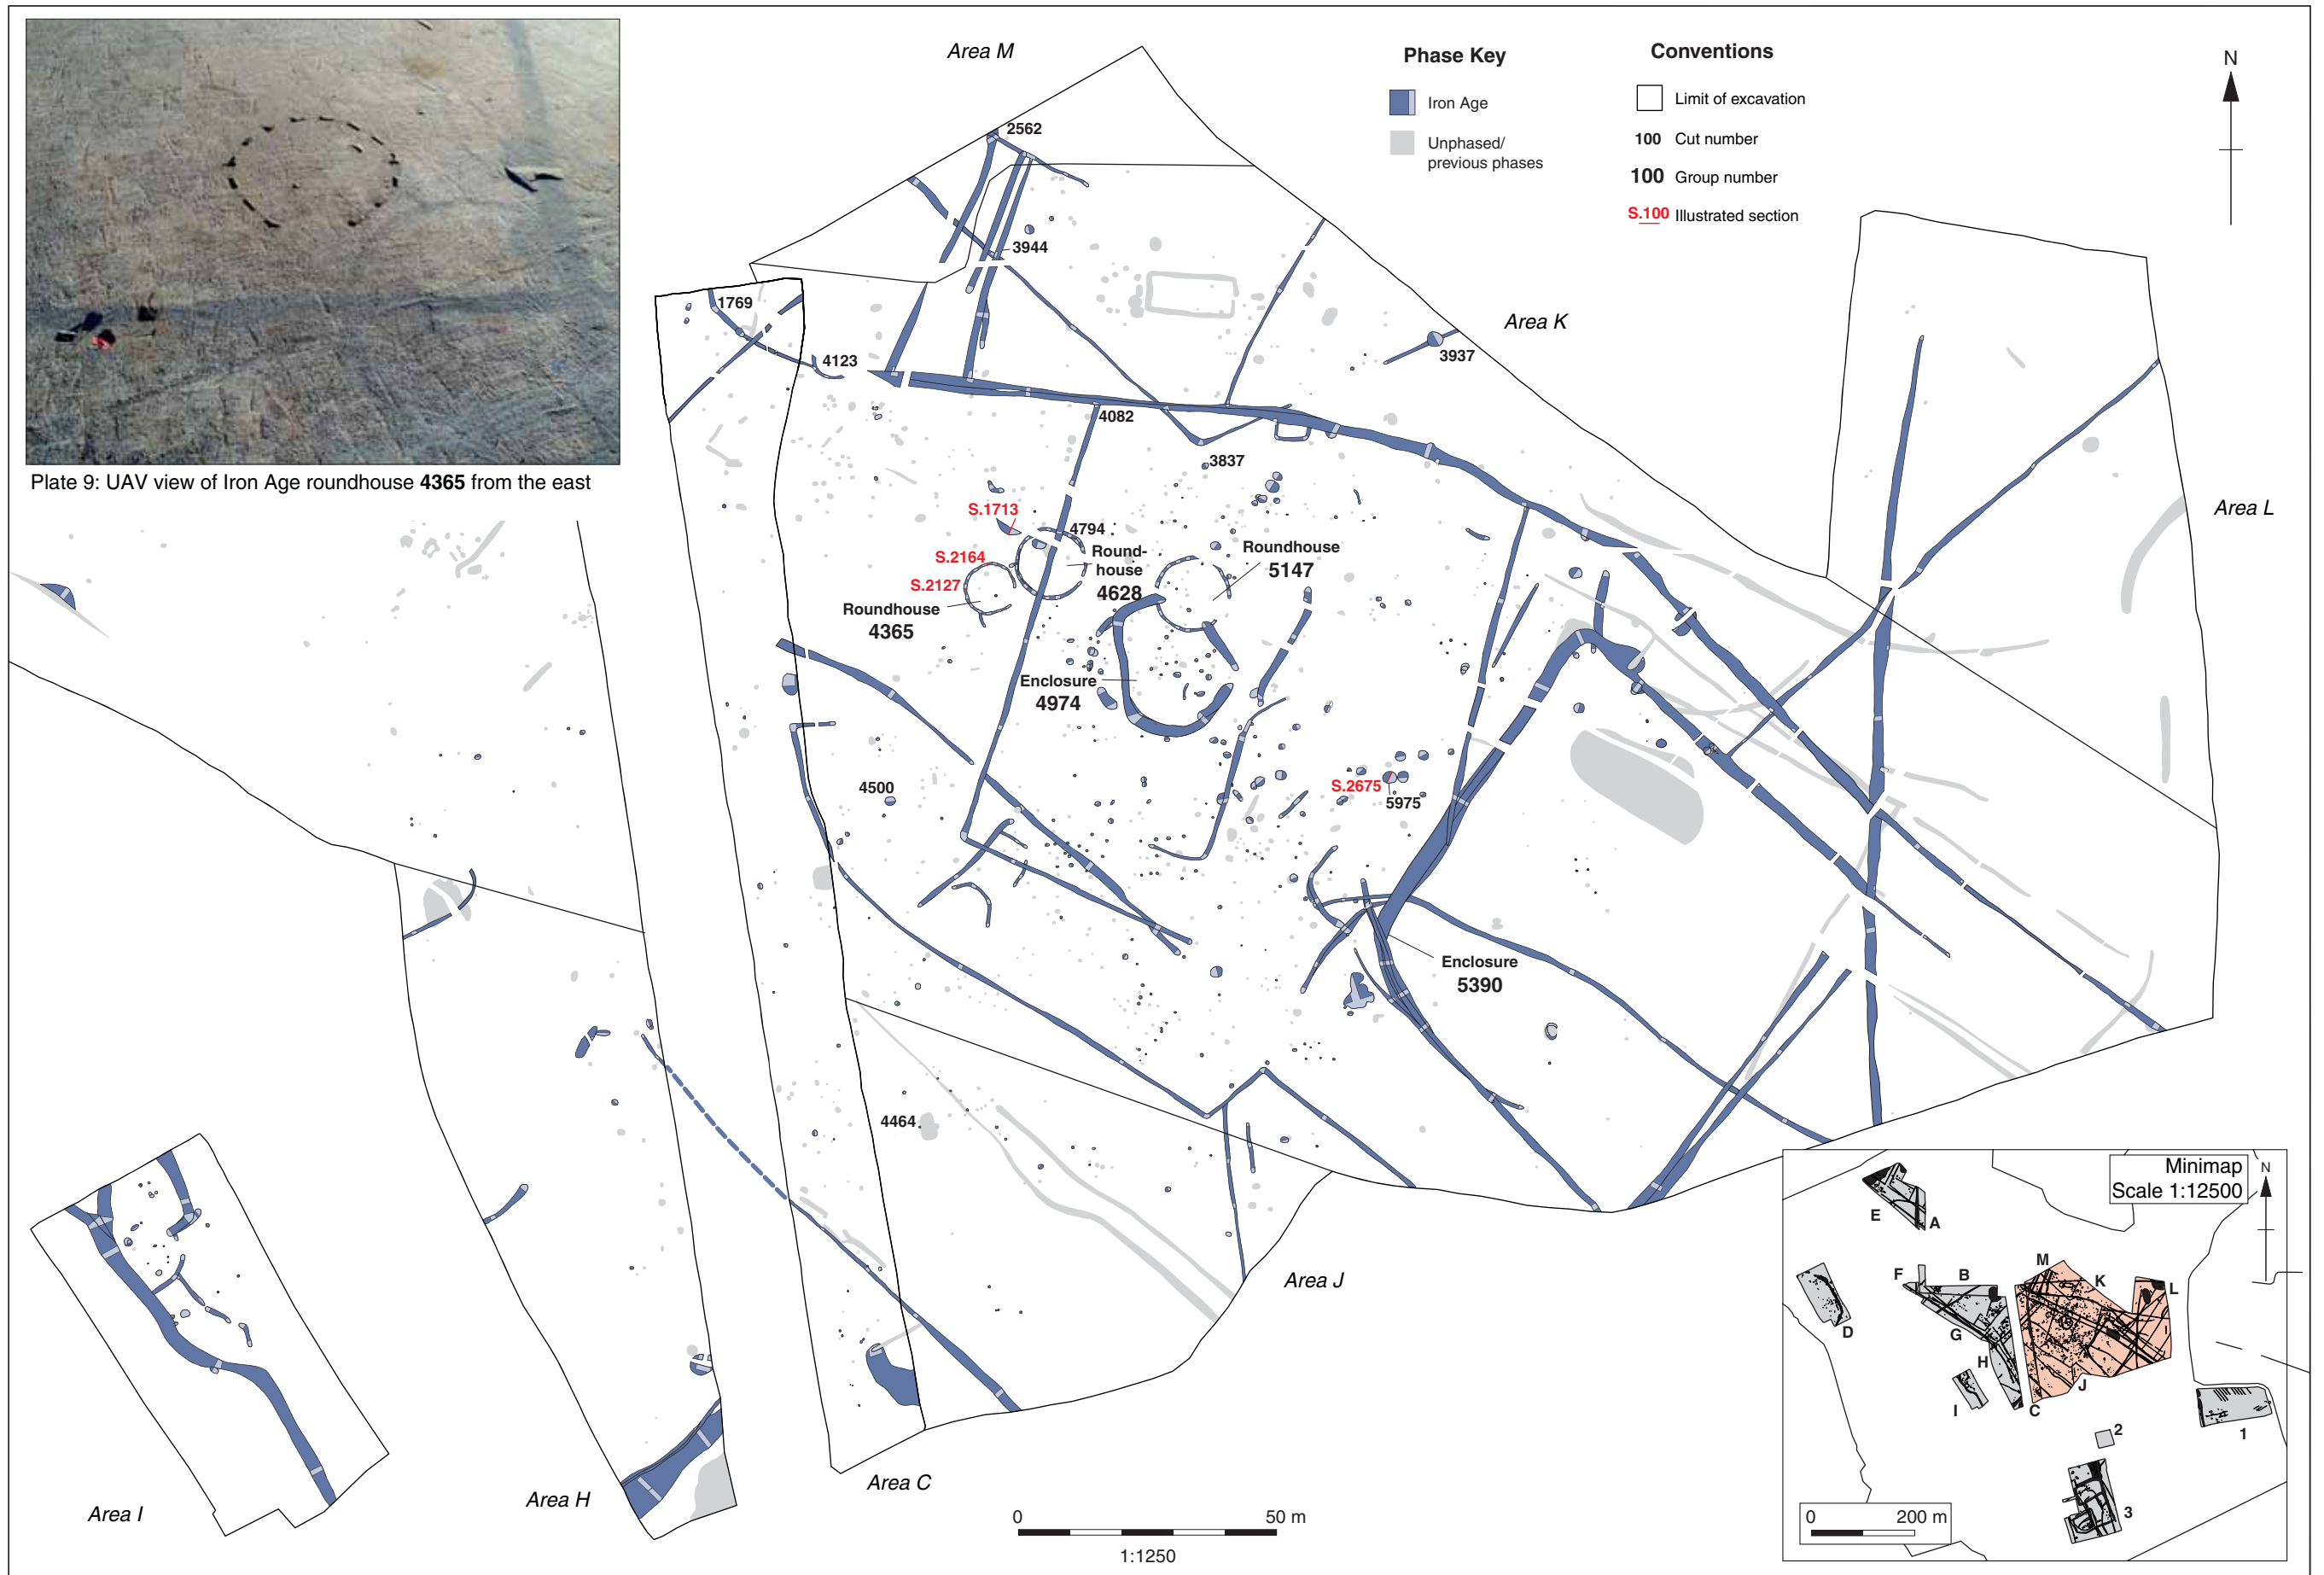 Plate 9: UAV view of Iron Age roundhouse 4365 from the east
Area M
Phase Key
Iron Age
Unphased/
previous phases
Conventions
Limit of excavation
100 Cut number
100 Group number
S.100 Illustrated section
N
2562
3944
1769
4123
Area K
3937
4082
3837
Area L
S.1713
4794
S.2164
S.2127
Round-
house
4628
Roundhouse
5147
Roundhouse
4365
Enclosure
4974
4500
S.2675
5975
Enclosure
5390
4464
Area J
Area I
Area H
Area C
0 50 m
1:1250
Minimap
Scale 1:12500
N
E
A
M
F
B
K
L
D
G
H
J
I
C
1
2
3
0 200 m